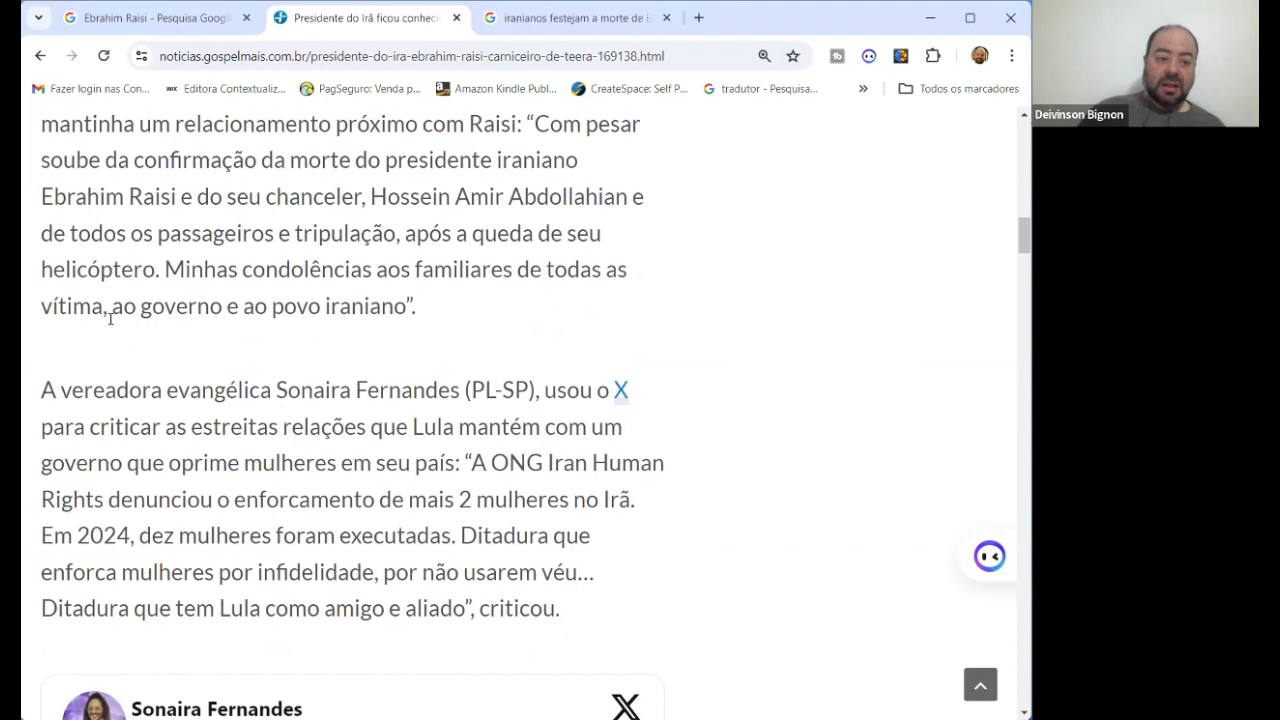 Ebrahim Raisi - Pesquisa Googl
Presidente do Irã ficou conheci
iranianos festejam a morte de E
noticias.gospelmais.com.br/presidente-do-ira-ebrahim-raisi-carniceiro-de-teera-169138.html
Fazer login nas Con...
Editora Contextualiz...
PagSeguro: Venda p...
Amazon Kindle Publ...
CreateSpace: Self P...
tradutor - Pesquisa...
Todos os marcadores
Deivinson Bignon
mantinha um relacionamento próximo com Raisi: “Com pesar
soube da confirmação da morte do presidente iraniano
Ebrahim Raisi e do seu chanceler, Hossein Amir Abdollahian e
de todos os passageiros e tripulação, após a queda de seu
helicóptero. Minhas condolências aos familiares de todas as
vítima, ao governo e ao povo iraniano”.
A vereadora evangélica Sonaira Fernandes (PL-SP), usou o X
para criticar as estreitas relações que Lula mantém com um
governo que oprime mulheres em seu país: “A ONG Iran Human
Rights denunciou o enforcamento de mais 2 mulheres no Irã.
Em 2024, dez mulheres foram executadas. Ditadura que
enforca mulheres por infidelidade, por não usarem véu…
Ditadura que tem Lula como amigo e aliado”, criticou.
Sonaira Fernandes